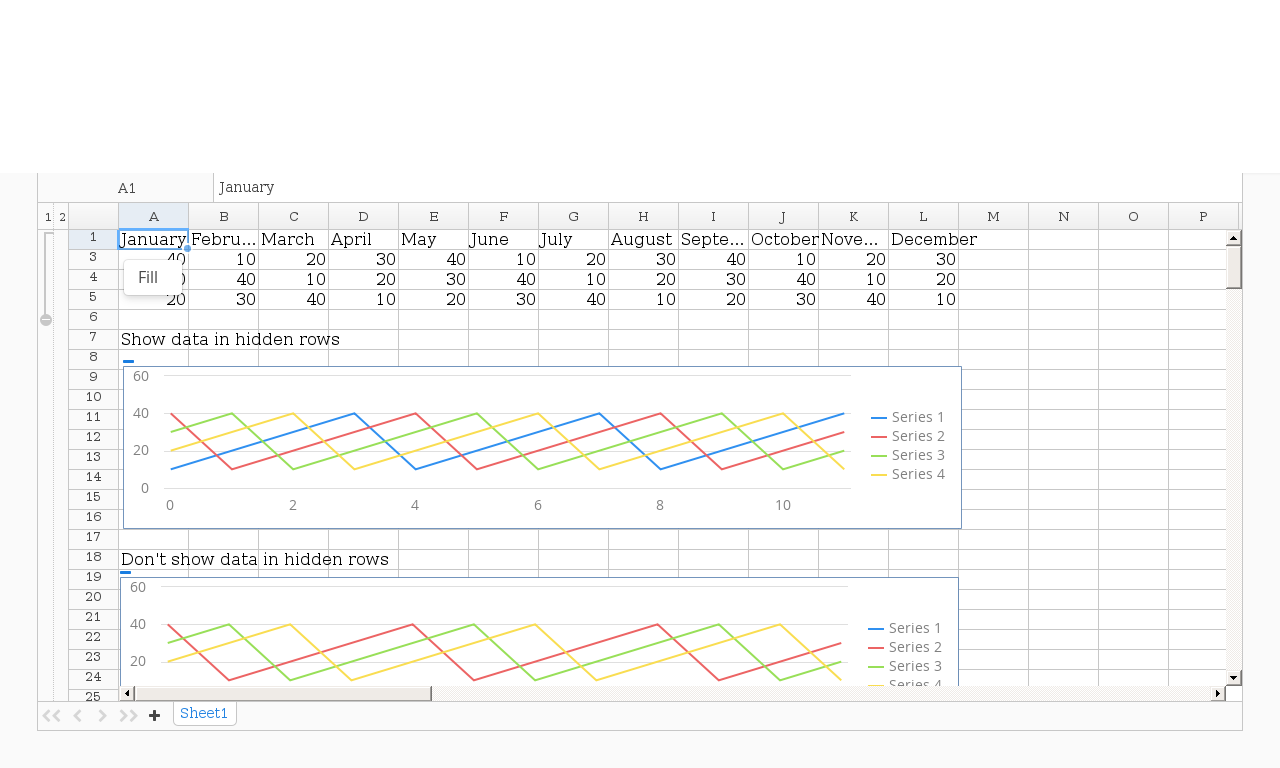 A1 January
1 2 A B C D E F G H I J K L M N O P
1 January Febru... March April May June July August Septe... October Nove... December
3 40 10 20 30 40 10 20 30 40 10 20 30
4 40 10 20 30 40 10 20 30 40 10 20
Fill
5 20 30 40 10 20 30 40 10 20 30 40 10
6
7 Show data in hidden rows
8
9
10
11
12
13
14
15
16
17
60
40
20
0
0 2 4 6 8 10
Series 1
Series 2
Series 3
Series 4
18 Don't show data in hidden rows
19
20
21
22
23
24
25
60
40
20
Series 1
Series 2
Series 3
Series 4
Sheet1